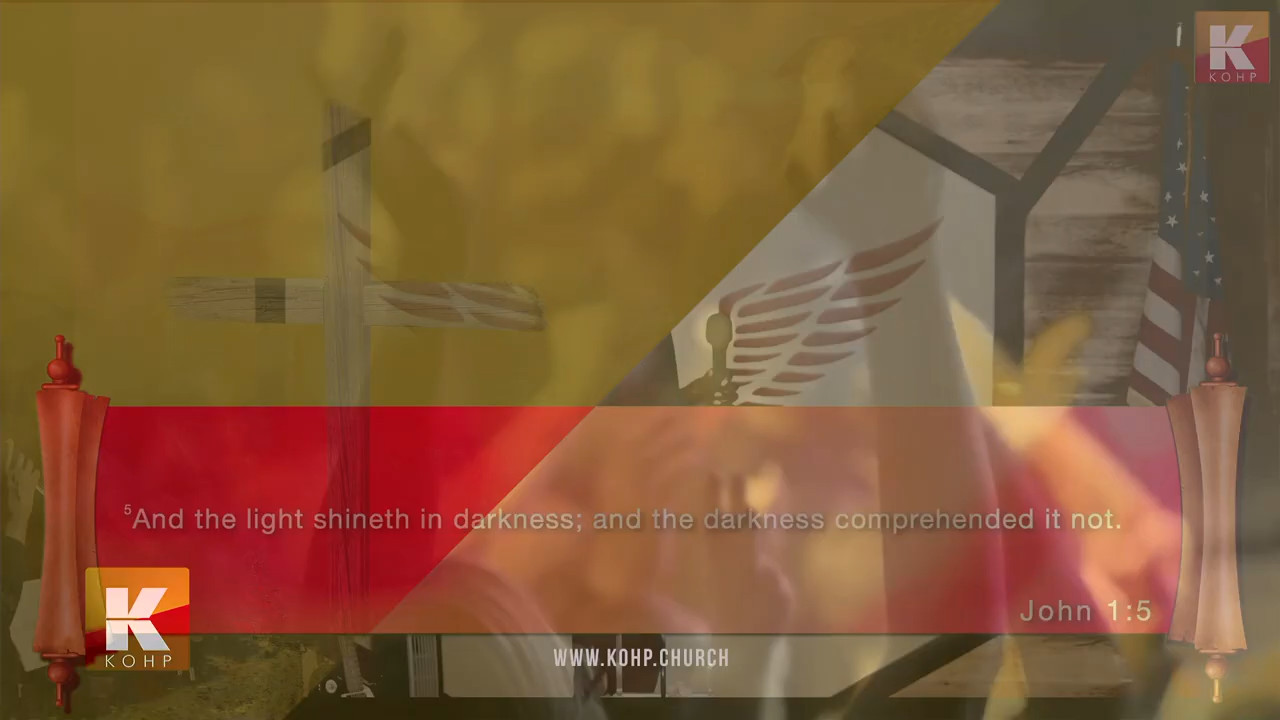 K
KOHP
⁵And the light shineth in darkness; and the darkness comprehended it not.
John 1:5
K
KOHP
WWW.KOHP.CHURCH